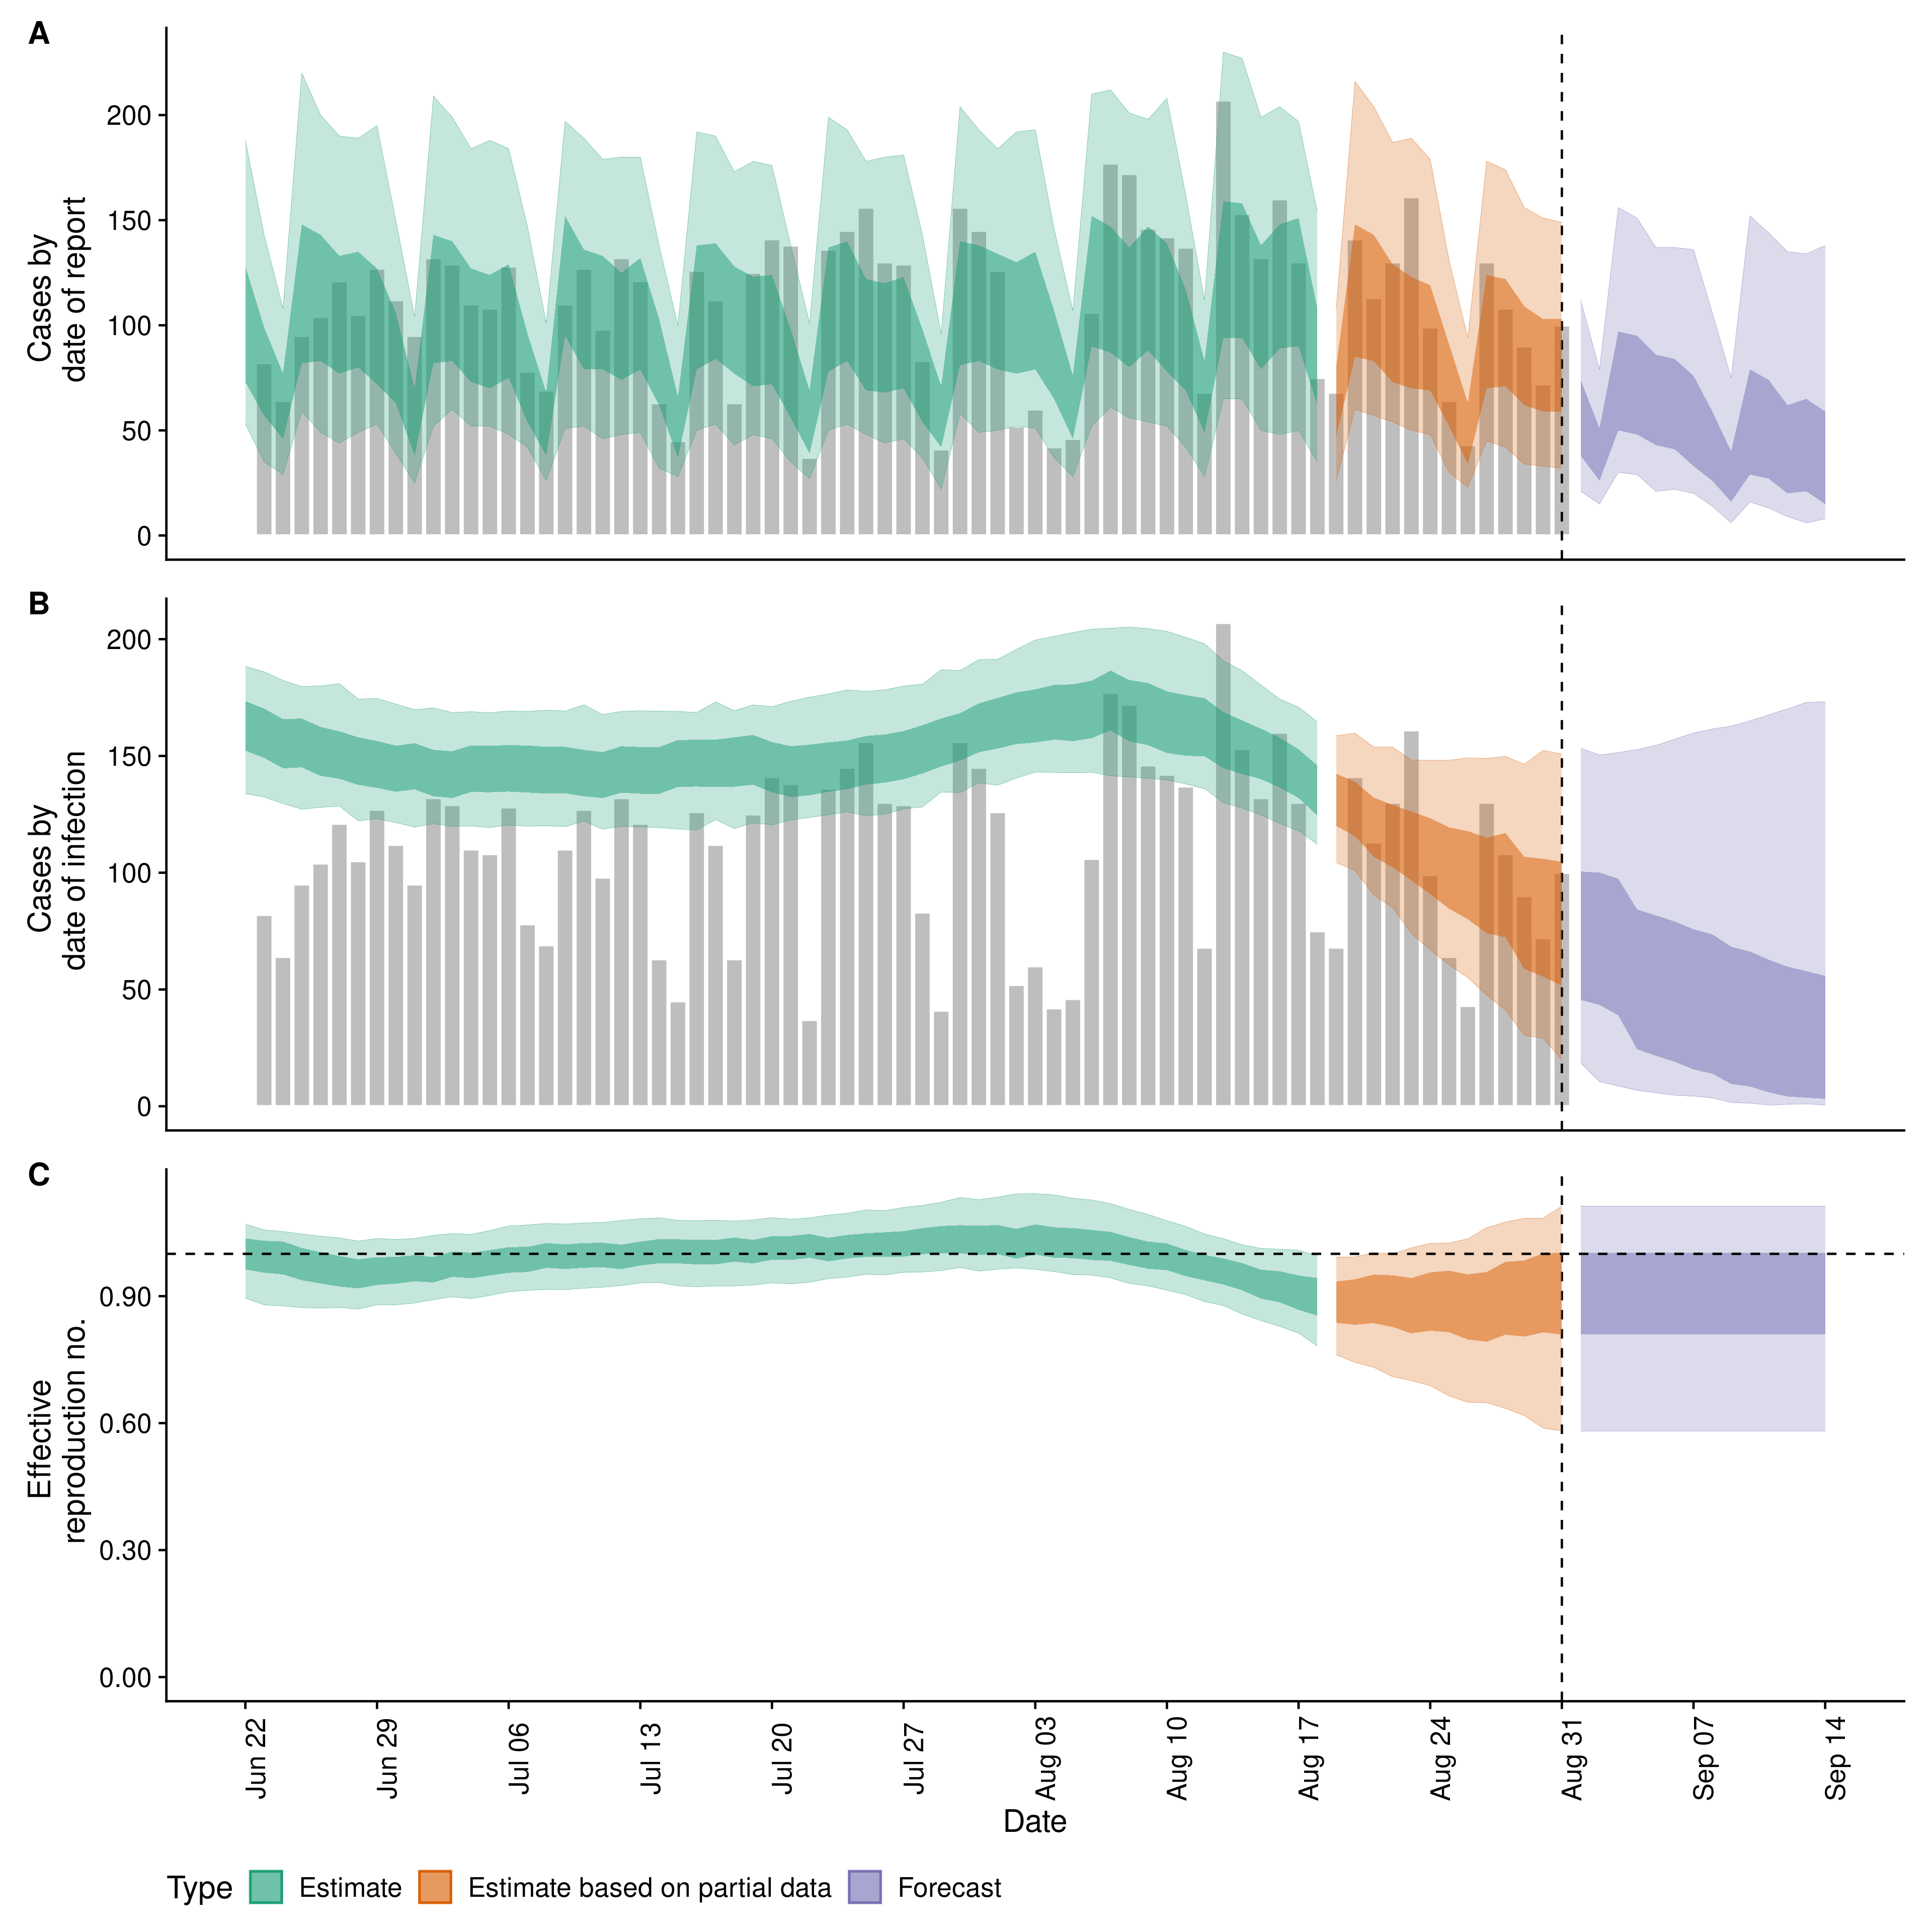 A
Cases by
date of report
200
150
100
50
0
B
Cases by
date of infection
200
150
100
50
0
C
Effective
reproduction no.
0.90
0.60
0.30
0.00
Jun 22
Jun 29
Jul 06
Jul 13
Jul 20
Jul 27
Aug 03
Aug 10
Aug 17
Aug 24
Aug 31
Sep 07
Sep 14
Date
Type Estimate Estimate based on partial data Forecast